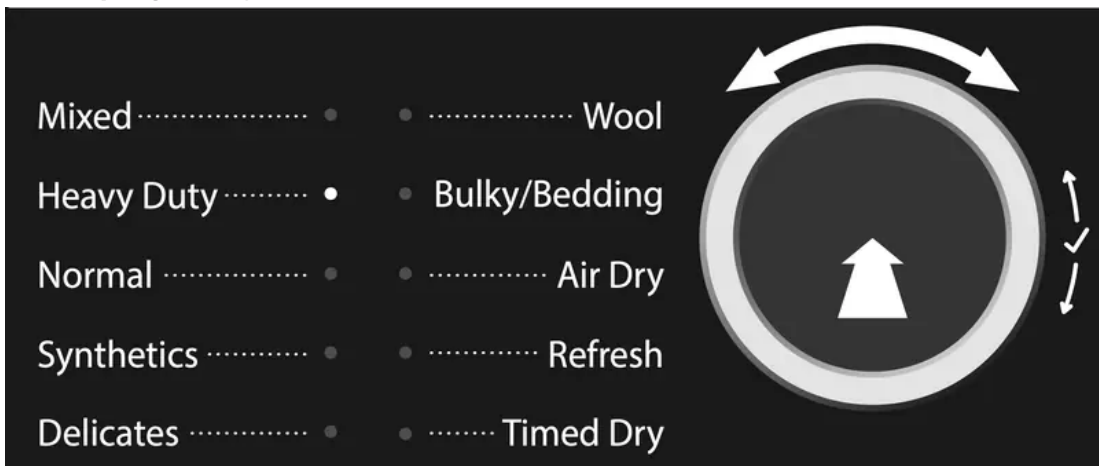 Mixed
Heavy Duty
Normal
Synthetics
Delicates
Wool
Bulky/Bedding
Air Dry
Refresh
Timed Dry